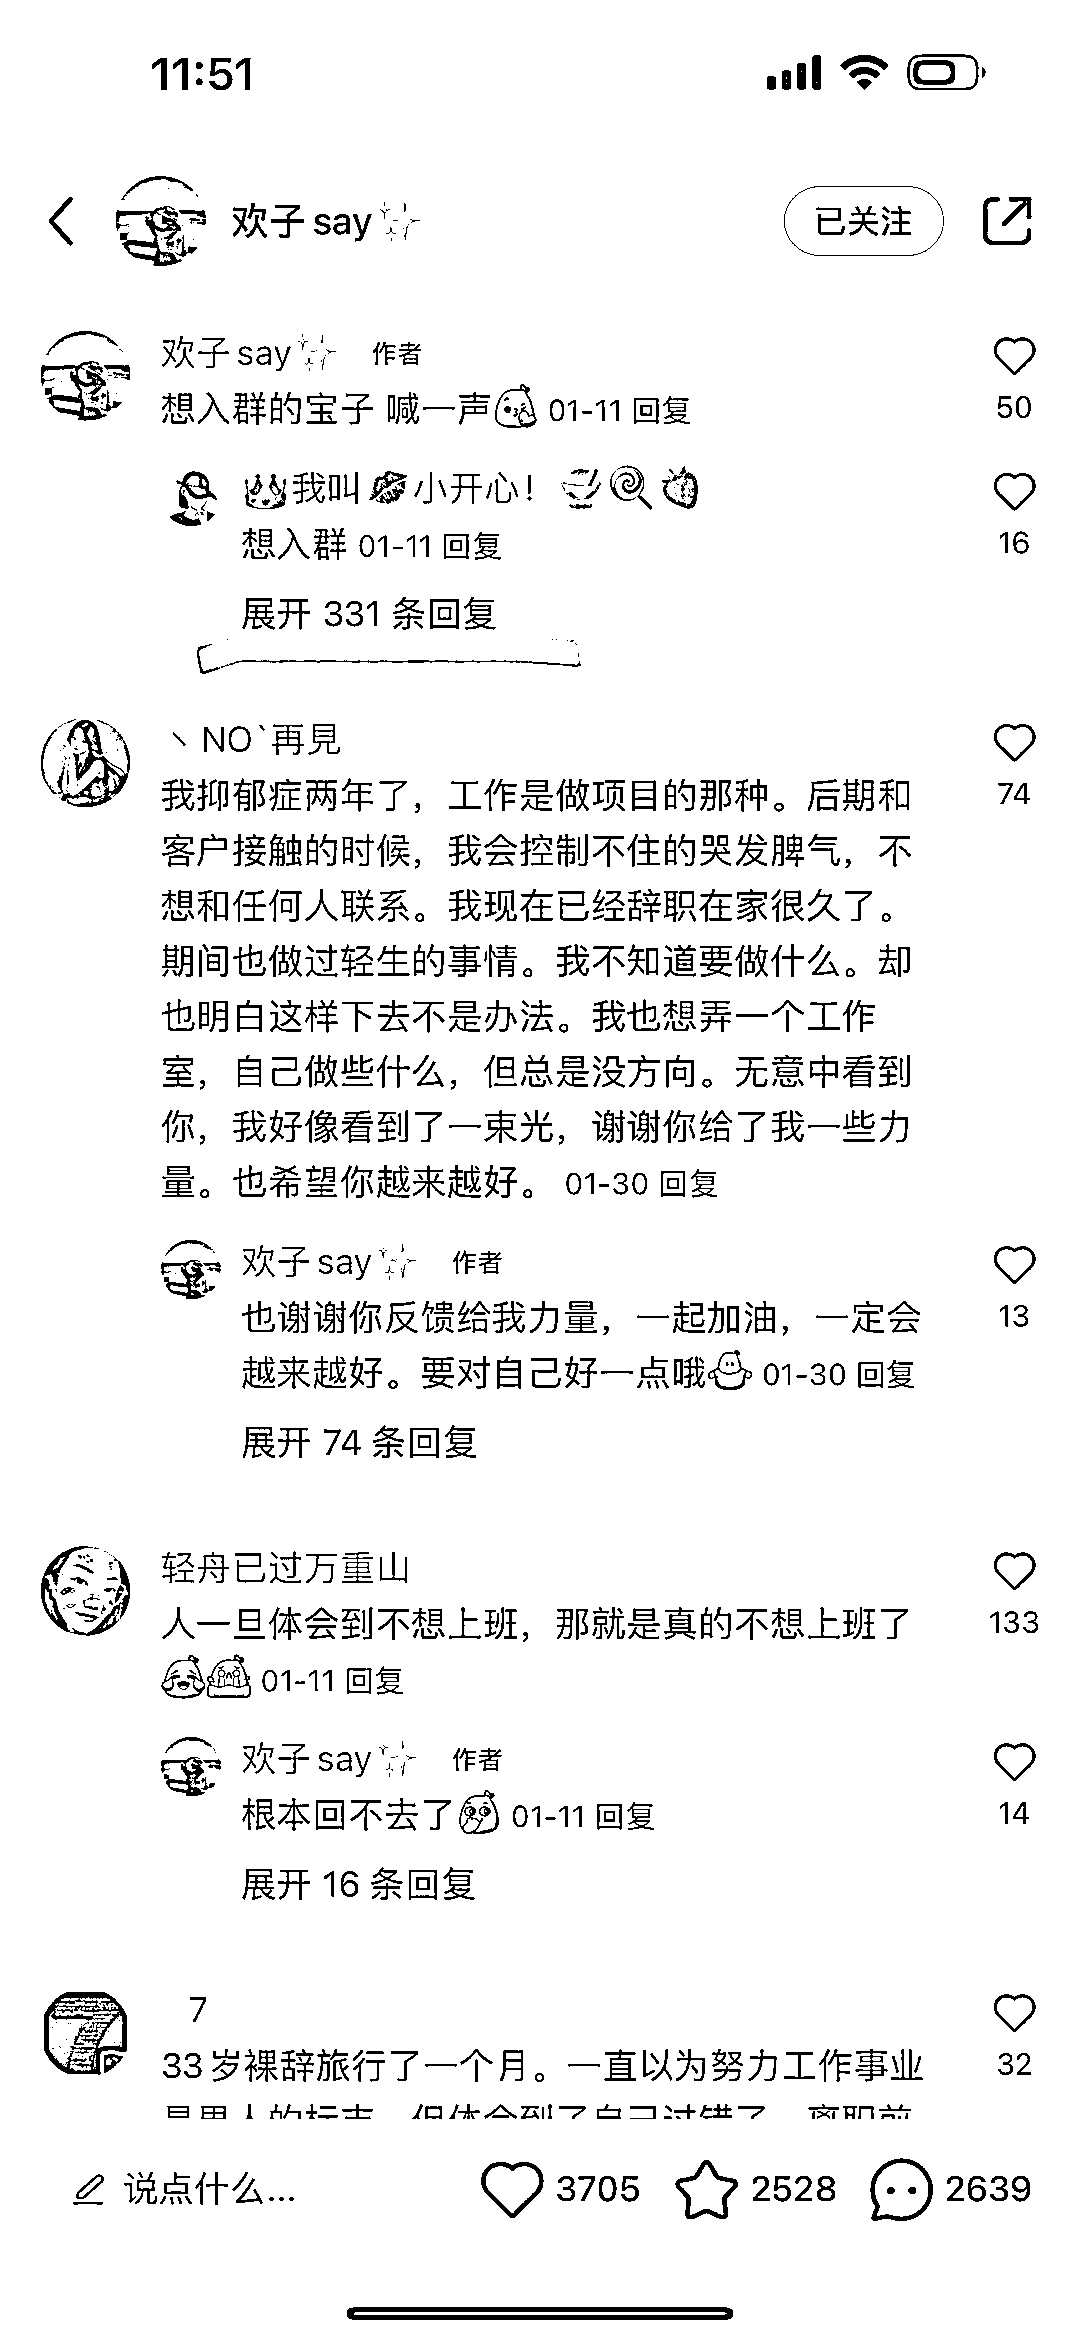 11:51
欢子 say
已关注
欢子 say 作者
想入群的宝子 喊一声 01-11 回复
50
我叫 小开心！
想入群 01-11 回复
16
展开 331 条回复
丶 NO`再見
我抑郁症两年了，工作是做项目的那种。后期和
74
客户接触的时候，我会控制不住的哭发脾气，不
想和任何人联系。我现在已经辞职在家很久了。
期间也做过轻生的事情。我不知道要做什么。却
也明白这样下去不是办法。我也想弄一个工作
室，自己做些什么，但总是没方向。无意中看到
你，我好像看到了一束光，谢谢你给了我一些力
量。也希望你越来越好。 01-30 回复
欢子 say 作者
也谢谢你反馈给我力量，一起加油，一定会
13
越来越好。要对自己好一点哦 01-30 回复
展开 74 条回复
轻舟已过万重山
人一旦体会到不想上班，那就是真的不想上班了
133
01-11 回复
欢子 say 作者
根本回不去了 01-11 回复
14
展开 16 条回复
7
33岁裸辞旅行了一个月。一直以为努力工作事业
32
说点什么...
3705
2528
2639